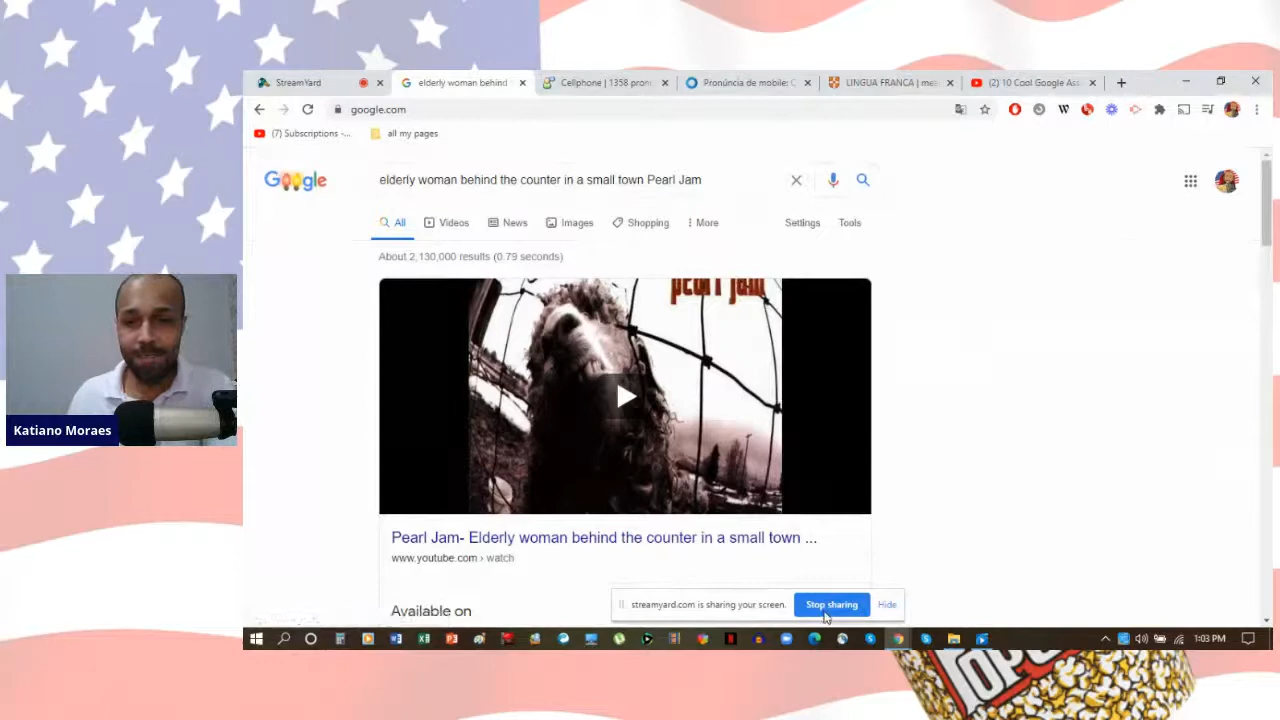 StreamYard
elderly woman behind
Cellphone | 1358 pron
Pronúncia de mobile: C
LINGUA FRANCA | me
(2) 10 Cool Google As
google.com
(7) Subscriptions -...
all my pages
Google
elderly woman behind the counter in a small town Pearl Jam
All
Videos
News
Images
Shopping
More
Settings
Tools
About 2,130,000 results (0.79 seconds)
pearl jam
Pearl Jam- Elderly woman behind the counter in a small town ...
www.youtube.com › watch
Available on
streamyard.com is sharing your screen.
Stop sharing
Hide
1:03 PM
Katiano Moraes